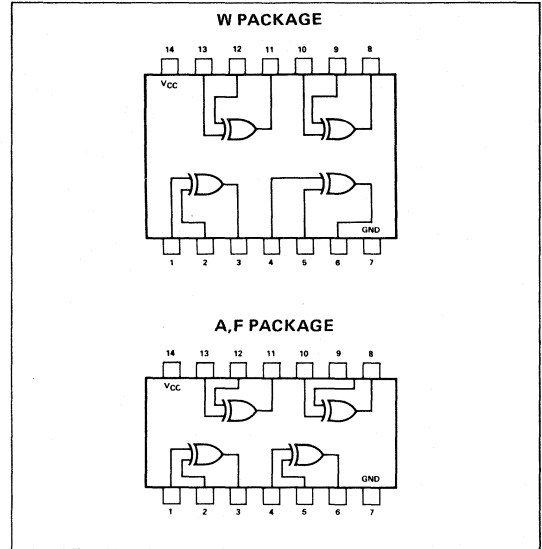 W PACKAGE
14 13 12 11 10 9 8
VCC
GND
1 2 3 4 5 6 7
A,F PACKAGE
14 13 12 11 10 9 8
VCC
GND
1 2 3 4 5 6 7